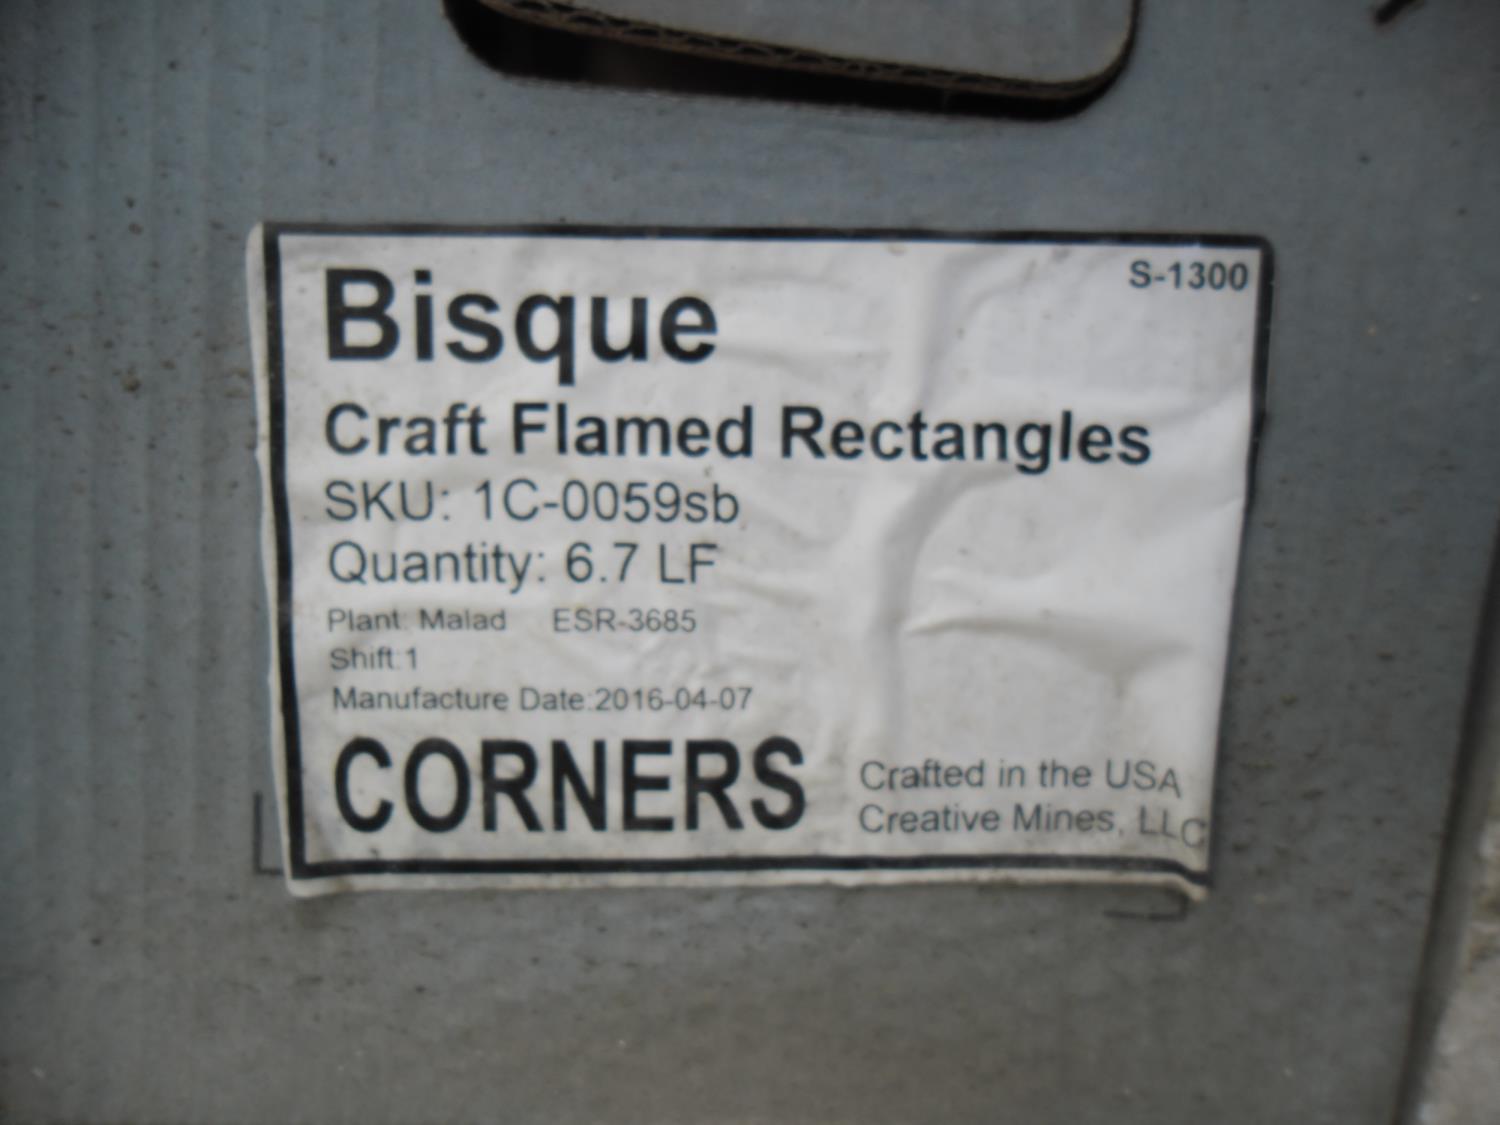 S-1300
Bisque
Craft Flamed Rectangles
SKU: 1C-0059sb
Quantity: 6.7 LF
Plant: Malad ESR-3685
Shift:1
Manufacture Date:2016-04-07
CORNERS
Crafted in the USA
Creative Mines, LLC